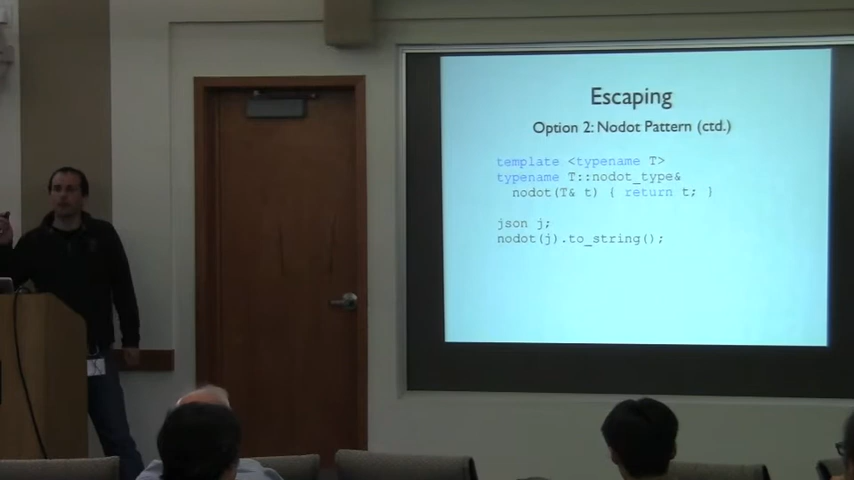 Escaping
Option 2: Nodot Pattern (ctd.)
template <typename T>
typename T::nodot_type&
nodot(T& t) { return t; }
json j;
nodot(j).to_string();